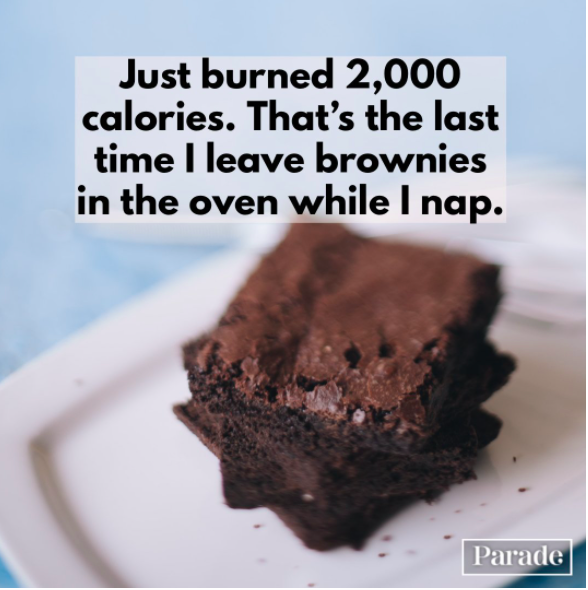 Just burned 2,000
calories. That’s the last
time I leave brownies
in the oven while I nap.
Parade